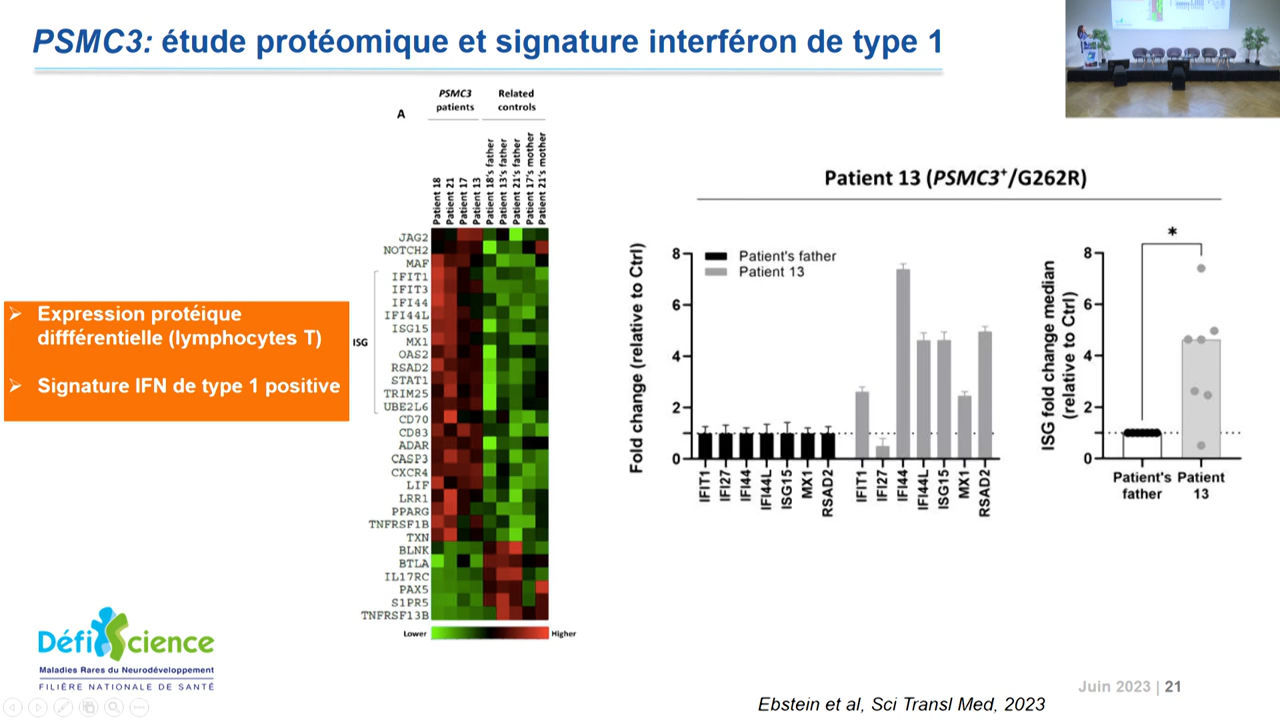 PSMC3: étude protéomique et signature interféron de type 1
PSMC3
patients
Related
controls
A
Patient 18
Patient 21
Patient 17
Patient 13
Patient 18's father
Patient 13's father
Patient 21's father
Patient 17's mother
Patient 21's mother
JAG2
NOTCH2
MAF
IFIT1
IFIT3
IFI44
IFI44L
ISG15
MX1
OAS2
RSAD2
STAT1
TRIM25
UBE2L6
CD70
CD83
ADAR
CASP3
CXCR4
LIF
LRR1
PPARG
TNFRSF1B
TXN
BLNK
BTLA
IL17RC
PAX5
S1PR5
TNFRSF13B
ISG
Lower
Higher
➢ Expression protéique
diffférentielle (lymphocytes T)
➢ Signature IFN de type 1 positive
Patient 13 (PSMC3⁺/G262R)
Fold change (relative to Ctrl)
8
6
4
2
0
Patient's father
Patient 13
IFIT1
IFI27
IFI44
IFI44L
ISG15
MX1
RSAD2
IFIT1
IFI27
IFI44
IFI44L
ISG15
MX1
RSAD2
ISG fold change median
(relative to Ctrl)
8
6
4
2
0
*
Patient's
father
Patient
13
DéfiScience
Maladies Rares du Neurodéveloppement
FILIÈRE NATIONALE DE SANTÉ
Juin 2023 | 21
Ebstein et al, Sci Transl Med, 2023